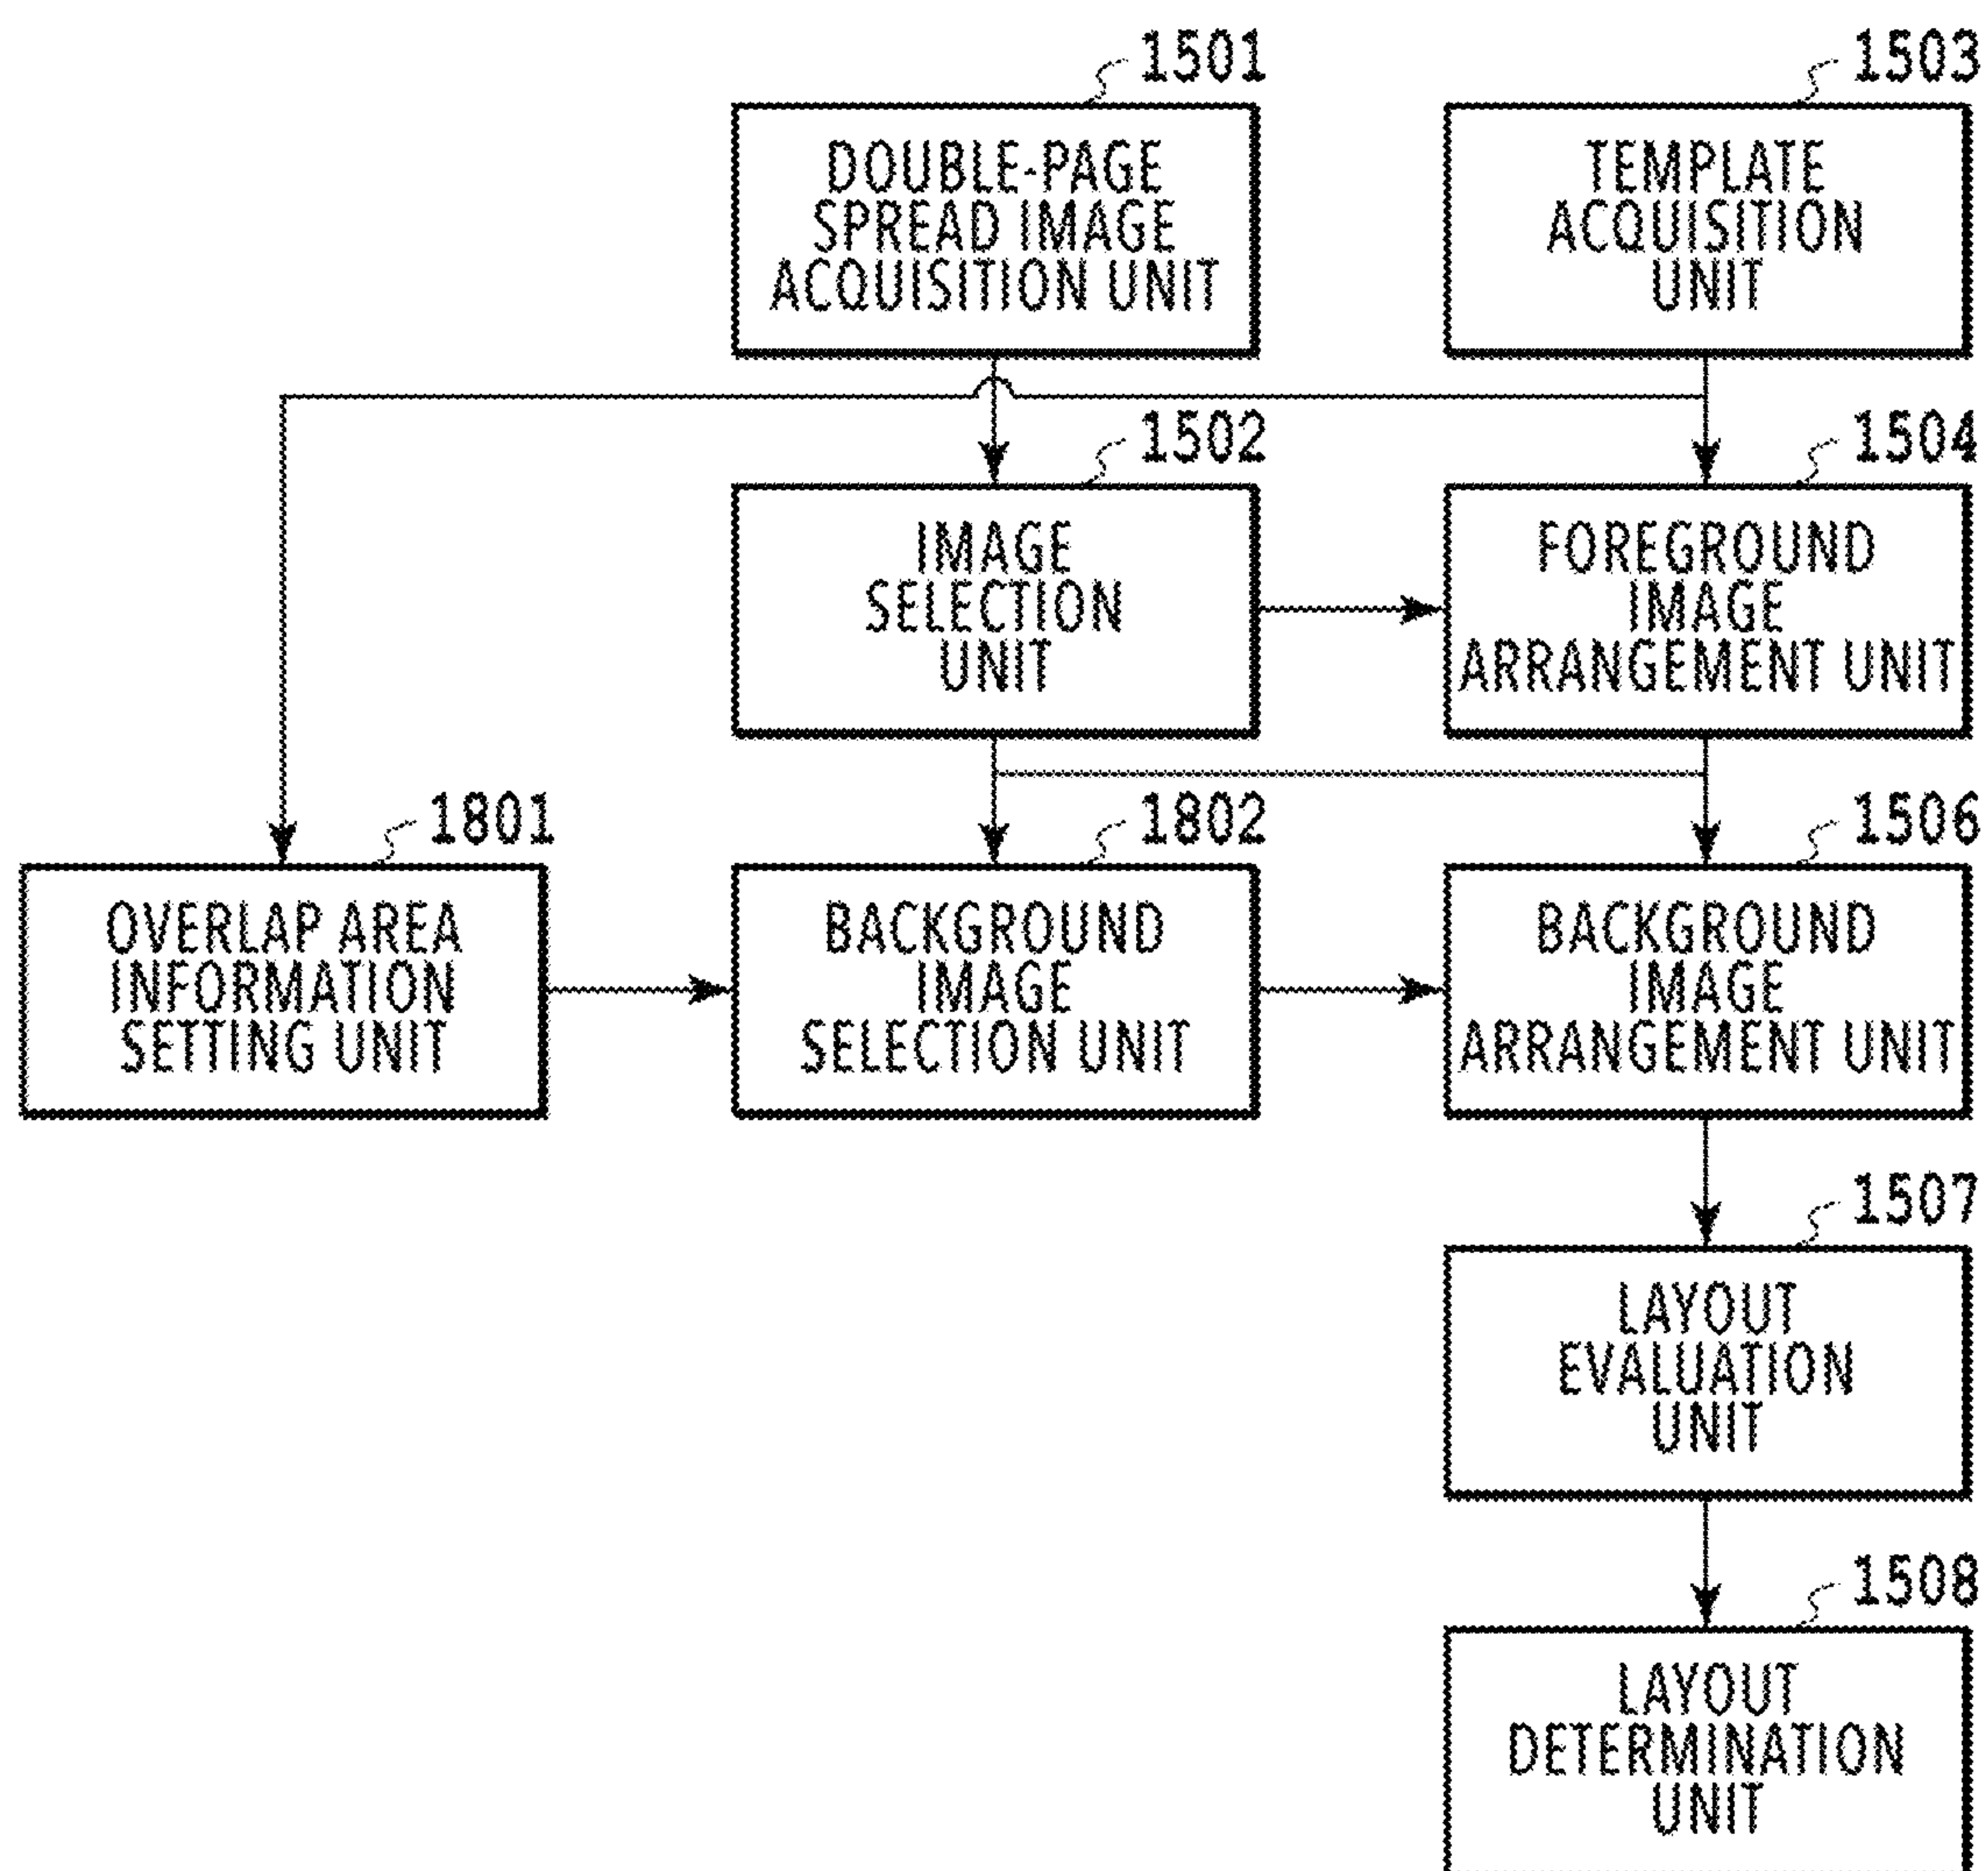 1501
DOUBLE-PAGE
SPREAD IMAGE
ACQUISITION UNIT
1503
TEMPLATE
ACQUISITION
UNIT
1502
IMAGE
SELECTION
UNIT
1504
FOREGROUND
IMAGE
ARRANGEMENT UNIT
1801
OVERLAP AREA
INFORMATION
SETTING UNIT
1802
BACKGROUND
IMAGE
SELECTION UNIT
1506
BACKGROUND
IMAGE
ARRANGEMENT UNIT
1507
LAYOUT
EVALUATION
UNIT
1508
LAYOUT
DETERMINATION
UNIT